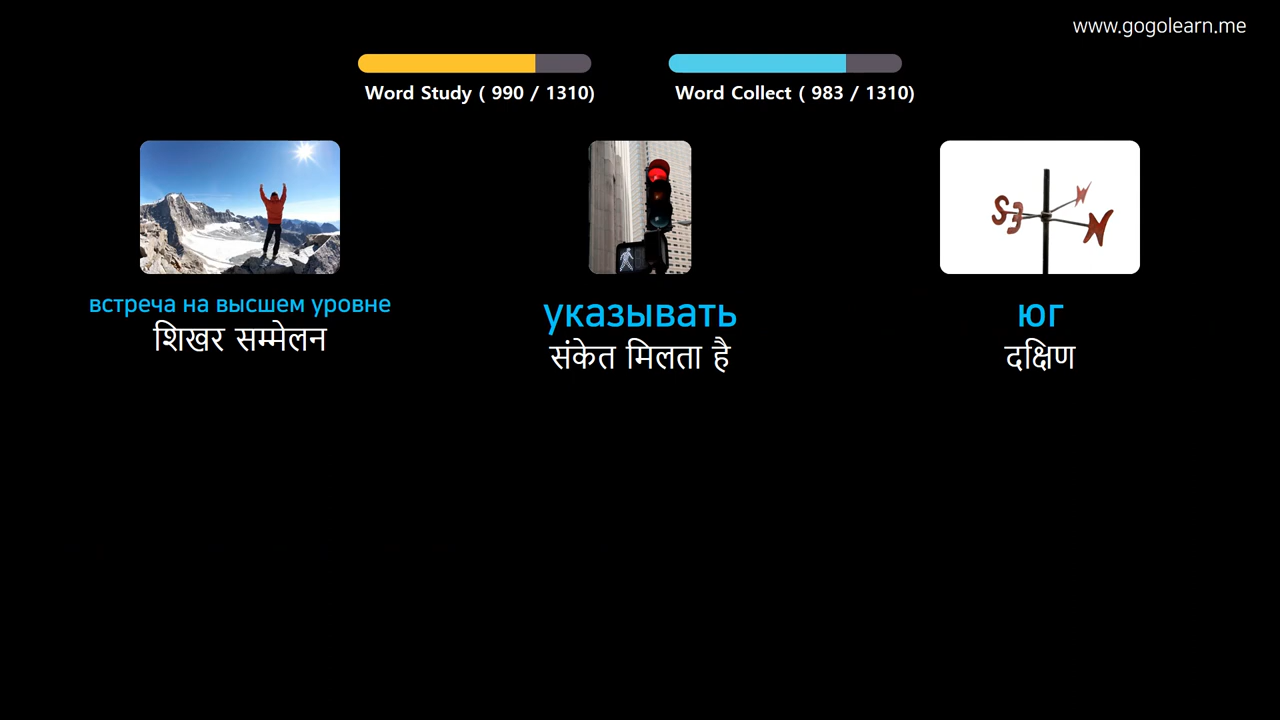 www.gogolearn.me
Word Study ( 990 / 1310)
Word Collect ( 983 / 1310)
S
N
встреча на высшем уровне
शिखर सम्मेलन
указывать
संकेत मिलता है
юг
दक्षिण